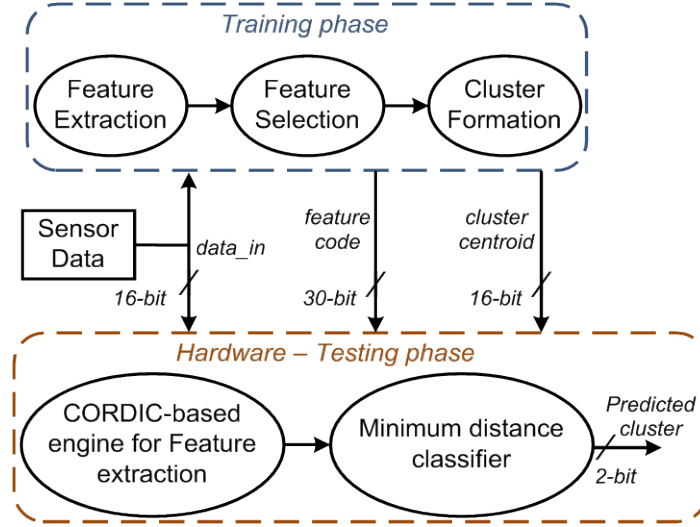 Training phase
Feature
Extraction
Feature
Selection
Cluster
Formation
Sensor
Data
data_in
16-bit
feature
code
30-bit
cluster
centroid
16-bit
Hardware – Testing phase
CORDIC-based
engine for Feature
extraction
Minimum distance
classifier
Predicted
cluster
2-bit